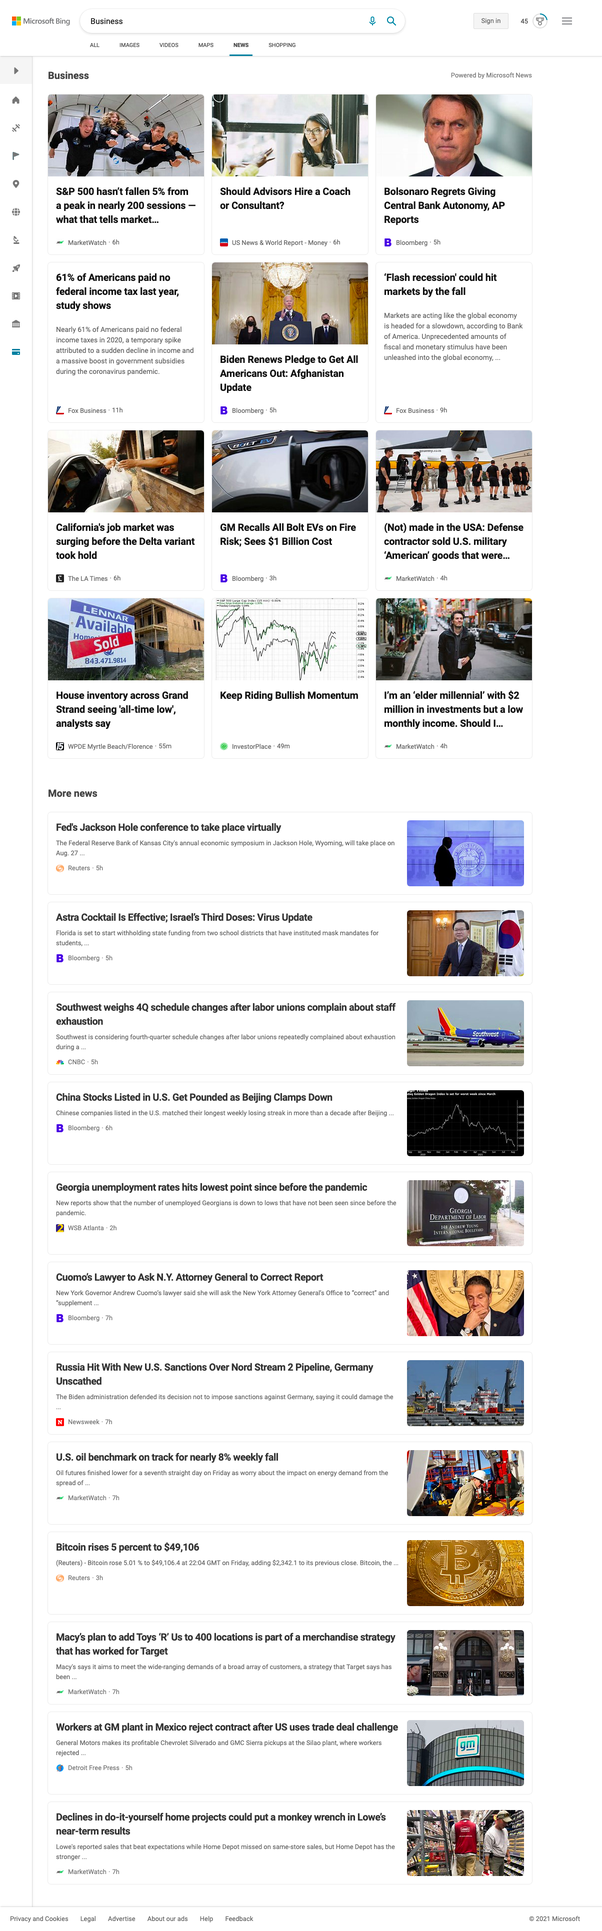 Microsoft Bing
Business
Sign in
45
ALL
IMAGES
VIDEOS
MAPS
NEWS
SHOPPING
Business
Powered by Microsoft News
S&P 500 hasn't fallen 5% from
a peak in nearly 200 sessions —
what that tells market...
MarketWatch · 6h
Should Advisors Hire a Coach
or Consultant?
US News & World Report - Money · 6h
Bolsonaro Regrets Giving
Central Bank Autonomy, AP
Reports
Bloomberg · 5h
61% of Americans paid no
federal income tax last year,
study shows
Nearly 61% of Americans paid no federal
income taxes in 2020, a temporary spike
attributed to a sudden decline in income and
a massive boost in government subsidies
during the coronavirus pandemic.
Fox Business · 11h
Biden Renews Pledge to Get All
Americans Out: Afghanistan
Update
Bloomberg · 5h
'Flash recession' could hit
markets by the fall
Markets are acting like the global economy
is headed for a slowdown, according to Bank
of America. Unprecedented amounts of
fiscal and monetary stimulus have been
unleashed into the global economy, ...
Fox Business · 9h
California's job market was
surging before the Delta variant
took hold
The LA Times · 6h
BOLT EV
GM Recalls All Bolt EVs on Fire
Risk; Sees $1 Billion Cost
Bloomberg · 3h
(Not) made in the USA: Defense
contractor sold U.S. military
'American' goods that were...
MarketWatch · 4h
LENNAR
Available
Sold
843.471.9814
House inventory across Grand
Strand seeing 'all-time low',
analysts say
WPDE Myrtle Beach/Florence · 55m
Keep Riding Bullish Momentum
InvestorPlace · 49m
I'm an 'elder millennial' with $2
million in investments but a low
monthly income. Should I...
MarketWatch · 4h
More news
Fed's Jackson Hole conference to take place virtually
The Federal Reserve Bank of Kansas City's annual economic symposium in Jackson Hole, Wyoming, will take place on
Aug. 27 ...
Reuters · 5h
Astra Cocktail Is Effective; Israel's Third Doses: Virus Update
Florida is set to start withholding state funding from two school districts that have instituted mask mandates for
students, ...
Bloomberg · 5h
Southwest weighs 4Q schedule changes after labor unions complain about staff
exhaustion
Southwest is considering fourth-quarter schedule changes after labor unions repeatedly complained about exhaustion
during a ...
CNBC · 5h
Southwest
China Stocks Listed in U.S. Get Pounded as Beijing Clamps Down
Chinese companies listed in the U.S. matched their longest weekly losing streak in more than a decade after Beijing ...
Bloomberg · 6h
Georgia unemployment rates hits lowest point since before the pandemic
New reports show that the number of unemployed Georgians is down to lows that have not been seen since before the
pandemic.
WSB Atlanta · 2h
GEORGIA
DEPARTMENT OF LABOR
148 ANDREW YOUNG
INTERNATIONAL BOULEVARD
Cuomo's Lawyer to Ask N.Y. Attorney General to Correct Report
New York Governor Andrew Cuomo's lawyer said she will ask the New York Attorney General's Office to "correct" and
"supplement ...
Bloomberg · 7h
Russia Hit With New U.S. Sanctions Over Nord Stream 2 Pipeline, Germany
Unscathed
The Biden administration defended its decision not to impose sanctions against Germany, saying it could damage the
...
Newsweek · 7h
U.S. oil benchmark on track for nearly 8% weekly fall
Oil futures finished lower for a seventh straight day on Friday as worry about the impact on energy demand from the
spread of ...
MarketWatch · 7h
Bitcoin rises 5 percent to $49,106
(Reuters) - Bitcoin rose 5.01 % to $49,106.4 at 22:04 GMT on Friday, adding $2,342.1 to its previous close. Bitcoin, the ...
Reuters · 3h
Macy's plan to add Toys 'R' Us to 400 locations is part of a merchandise strategy
that has worked for Target
Macy's says it aims to meet the wide-ranging demands of a broad array of customers, a strategy that Target says has
been ...
MarketWatch · 7h
Workers at GM plant in Mexico reject contract after US uses trade deal challenge
General Motors makes its profitable Chevrolet Silverado and GMC Sierra pickups at the Silao plant, where workers
rejected ...
Detroit Free Press · 5h
gm
Declines in do-it-yourself home projects could put a monkey wrench in Lowe's
near-term results
Lowe's reported sales that beat expectations while Home Depot missed on same-store sales, but Home Depot has the
stronger ...
MarketWatch · 7h
Privacy and Cookies
Legal
Advertise
About our ads
Help
Feedback
© 2021 Microsoft